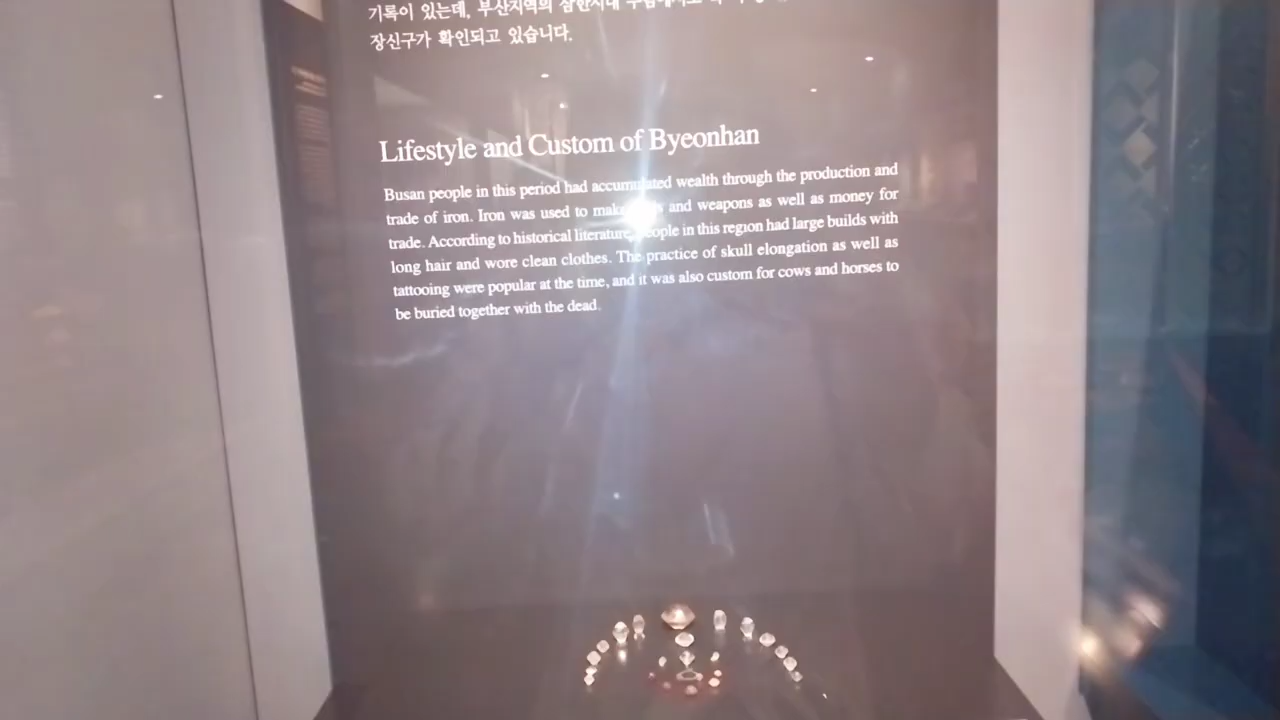 기록이 있는데, 부산지역의 삼한시대
장신구가 확인되고 있습니다.
Lifestyle and Custom of Byeonhan
Busan people in this period had accumulated wealth through the production and
trade of iron. Iron was used to make and weapons as well as money for
trade. According to historical literature, people in this region had large builds with
long hair and wore clean clothes. The practice of skull elongation as well as
tattooing were popular at the time, and it was also custom for cows and horses to
be buried together with the dead.